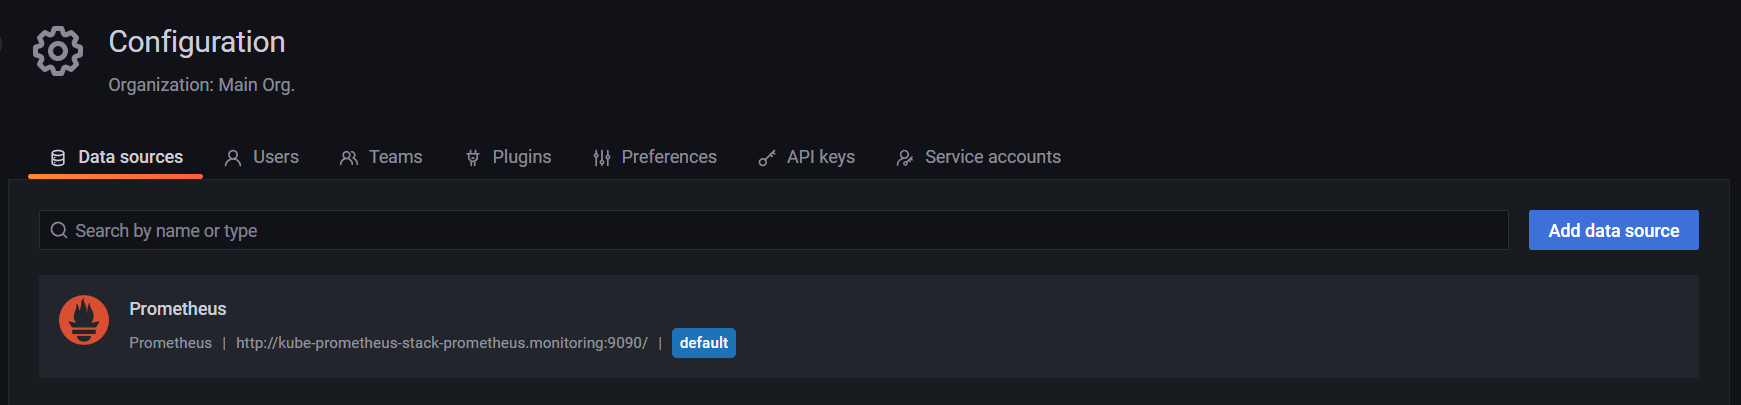 Configuration
Organization: Main Org.
Data sources Users Teams Plugins Preferences API keys Service accounts
Search by name or type Add data source
Prometheus
Prometheus | http://kube-prometheus-stack-prometheus.monitoring:9090/ | default